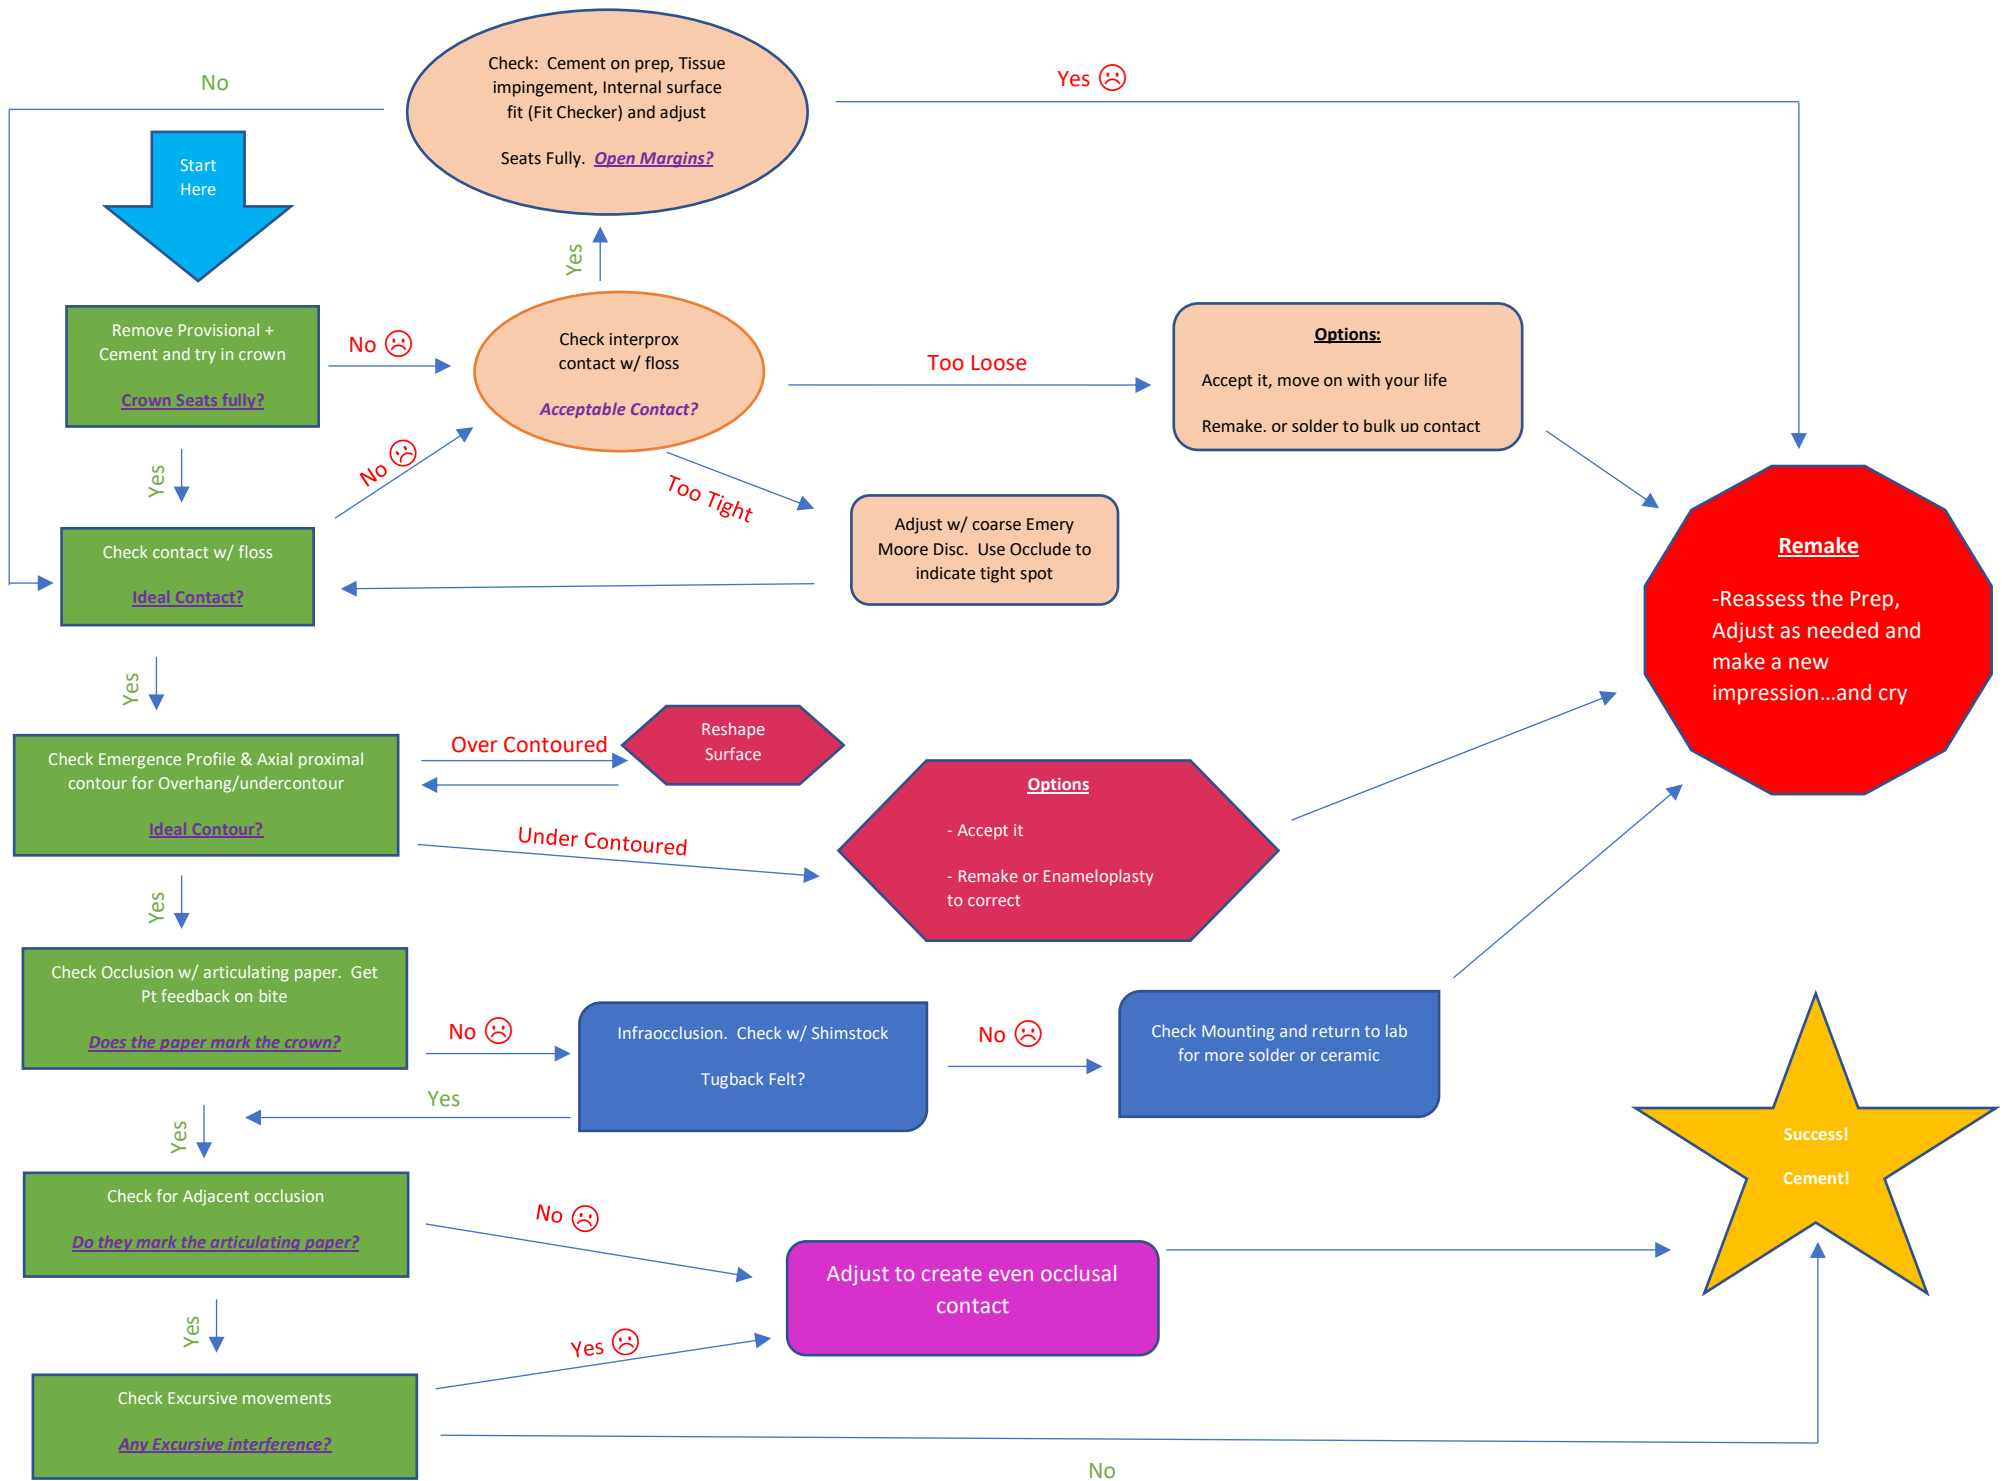 No
Check: Cement on prep, Tissue
impingement, Internal surface
fit (Fit Checker) and adjust
Seats Fully. Open Margins?
Yes
Start
Here
Yes
Remove Provisional +
Cement and try in crown
Crown Seats fully?
No
Check interprox
contact w/ floss
Acceptable Contact?
Too Loose
Options:
Accept it, move on with your life
Remake, or solder to bulk up contact
Yes
No
Too Tight
Check contact w/ floss
Ideal Contact?
Adjust w/ coarse Emery
Moore Disc. Use Occlude to
indicate tight spot
Remake
-Reassess the Prep,
Adjust as needed and
make a new
impression...and cry
Yes
Check Emergence Profile & Axial proximal
contour for Overhang/undercontour
Ideal Contour?
Over Contoured
Reshape
Surface
Under Contoured
Options
- Accept it
- Remake or Enameloplasty
to correct
Yes
Check Occlusion w/ articulating paper. Get
Pt feedback on bite
Does the paper mark the crown?
No
Infraocclusion. Check w/ Shimstock
Tugback Felt?
No
Check Mounting and return to lab
for more solder or ceramic
Yes
Yes
Success!
Cement!
Check for Adjacent occlusion
Do they mark the articulating paper?
No
Adjust to create even occlusal
contact
Yes
Yes
Check Excursive movements
Any Excursive interference?
No